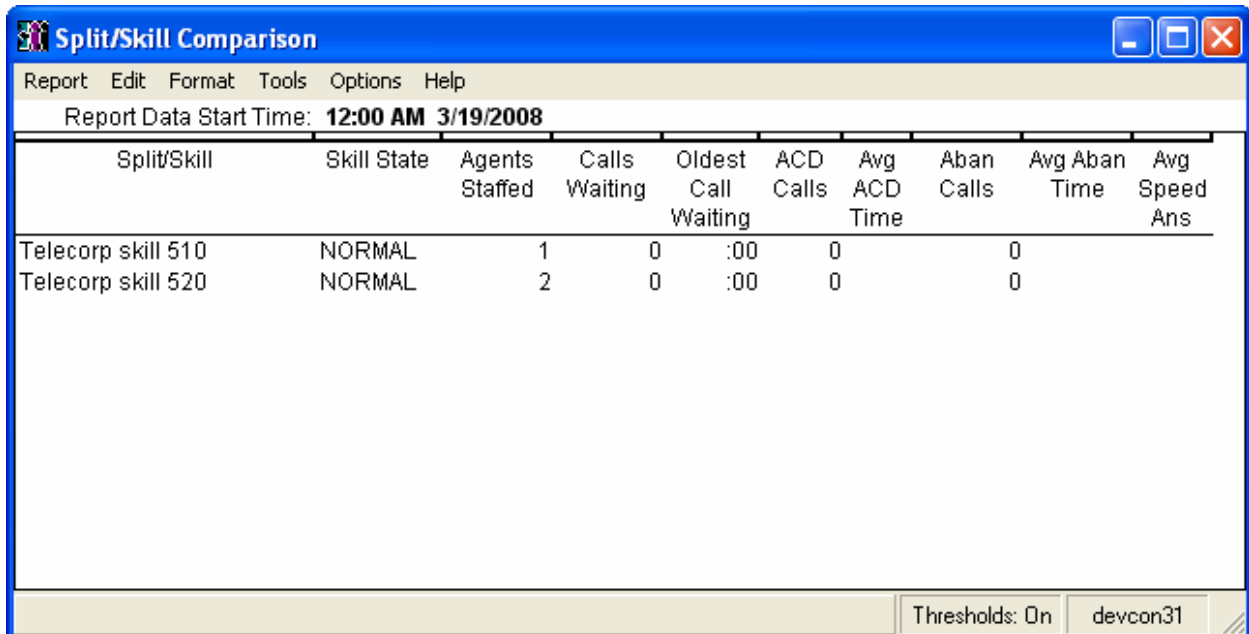 Split/Skill Comparison
Report Edit Format Tools Options Help
Report Data Start Time: 12:00 AM 3/19/2008
Split/Skill Skill State Agents Staffed Calls Waiting Oldest Call Waiting ACD Calls Avg ACD Time Aban Calls Avg Aban Time Avg Speed Ans
Telecorp skill 510 NORMAL 1 0 :00 0 0
Telecorp skill 520 NORMAL 2 0 :00 0 0
Thresholds: On devcon31